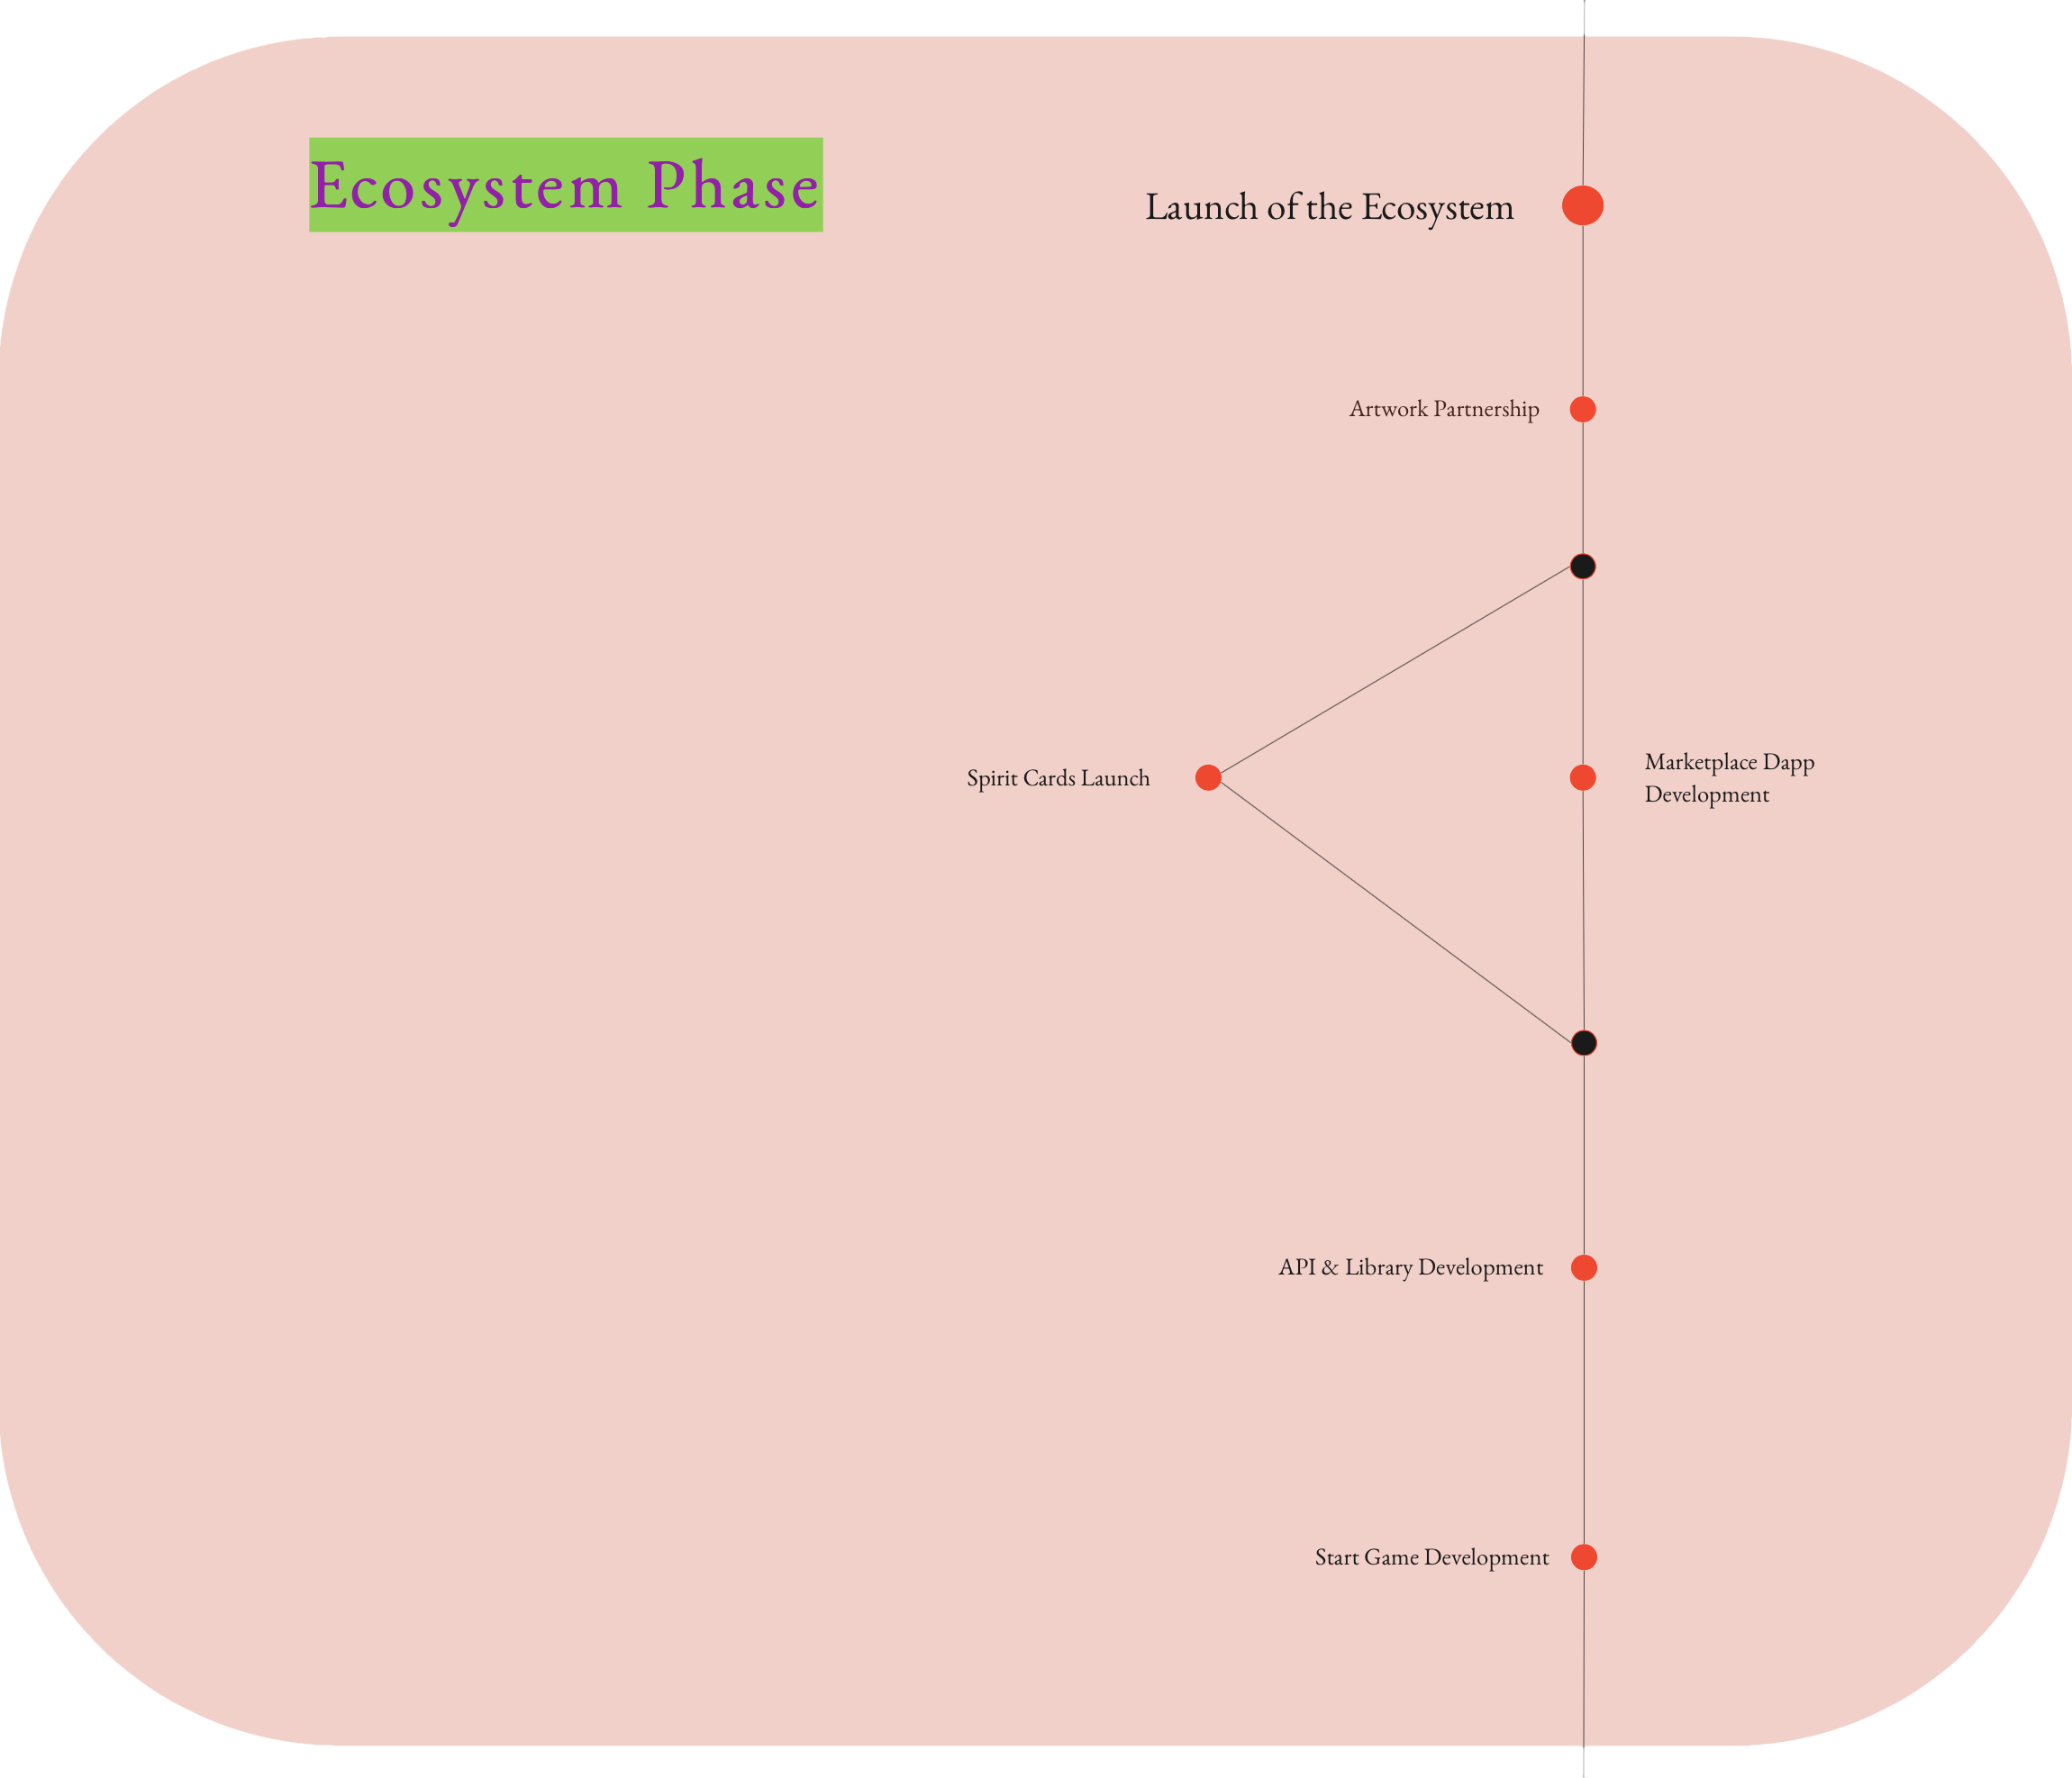 Ecosystem Phase
Launch of the Ecosystem
Artwork Partnership
Spirit Cards Launch
Marketplace Dapp
Development
API & Library Development
Start Game Development